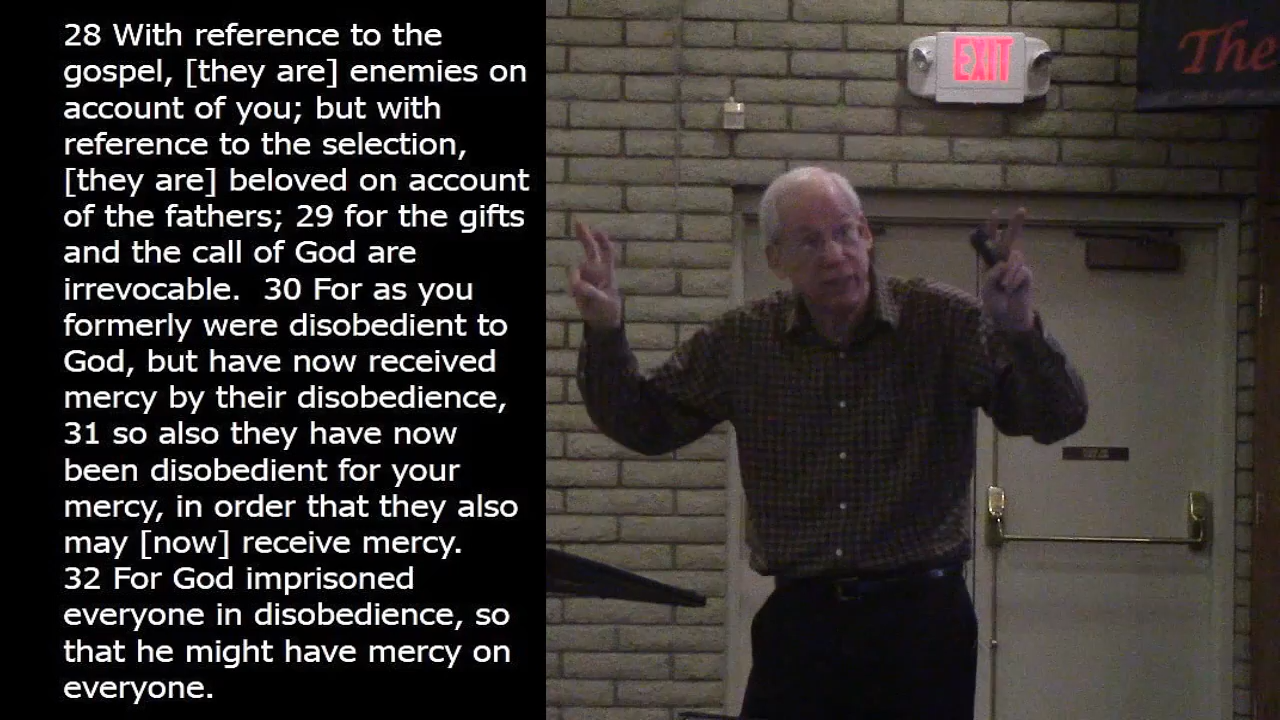 28 With reference to the
gospel, [they are] enemies on
account of you; but with
reference to the selection,
[they are] beloved on account
of the fathers; 29 for the gifts
and the call of God are
irrevocable.  30 For as you
formerly were disobedient to
God, but have now received
mercy by their disobedience,
31 so also they have now
been disobedient for your
mercy, in order that they also
may [now] receive mercy.
32 For God imprisoned
everyone in disobedience, so
that he might have mercy on
everyone.
EXIT
The